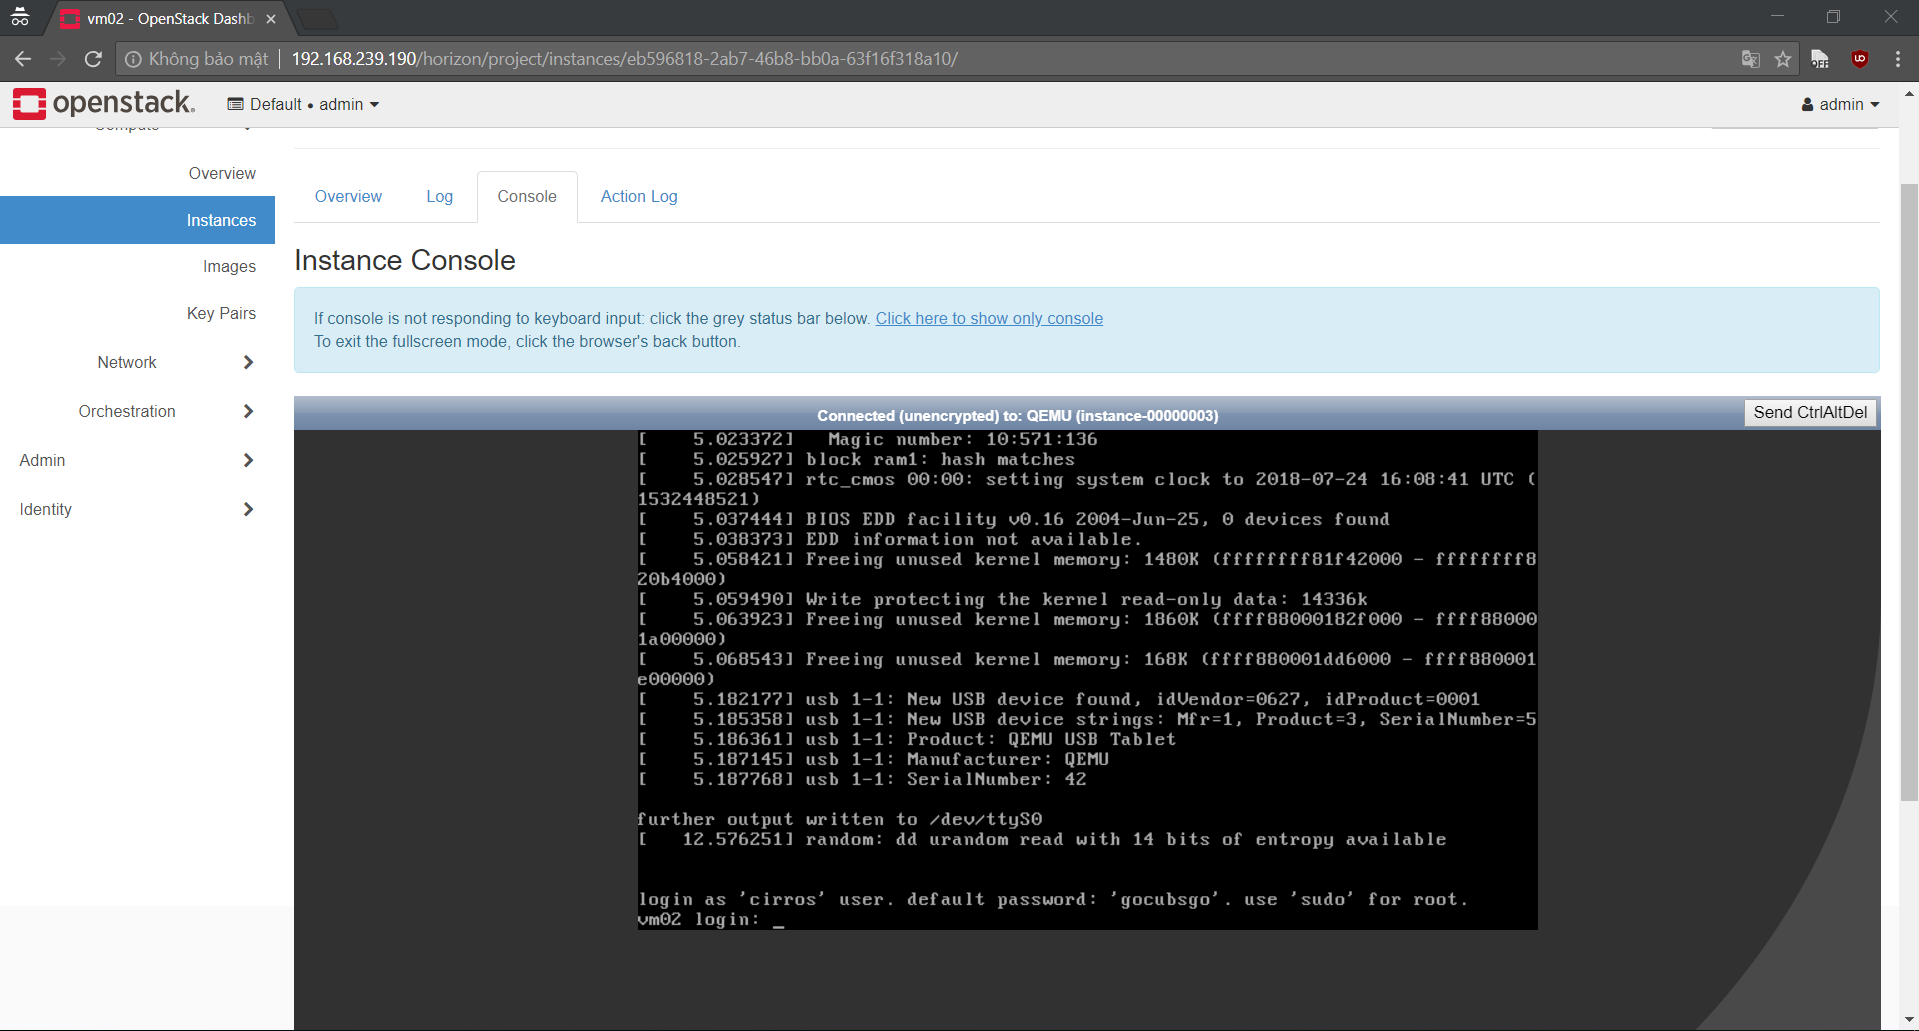 vm02 - OpenStack Dashb
Không bảo mật 192.168.239.190/horizon/project/instances/eb596818-2ab7-46b8-bb0a-63f16f318a10/
OFF
openstack.
Default • admin
admin
Compute
Overview
Instances
Images
Key Pairs
Network
Orchestration
Admin
Identity
Overview Log Console Action Log
Instance Console
If console is not responding to keyboard input: click the grey status bar below. Click here to show only console
To exit the fullscreen mode, click the browser's back button.
Connected (unencrypted) to: QEMU (instance-00000003)
Send CtrlAltDel
[    5.023372]   Magic number: 10:571:136
[    5.025927] block ram1: hash matches
[    5.028547] rtc_cmos 00:00: setting system clock to 2018-07-24 16:08:41 UTC (
1532448521)
[    5.037444] BIOS EDD facility v0.16 2004-Jun-25, 0 devices found
[    5.038373] EDD information not available.
[    5.058421] Freeing unused kernel memory: 1480K (ffffffff81f42000 - ffffffff8
20b4000)
[    5.059490] Write protecting the kernel read-only data: 14336k
[    5.063923] Freeing unused kernel memory: 1860K (ffff88000182f000 - ffff88000
1a00000)
[    5.068543] Freeing unused kernel memory: 168K (ffff880001dd6000 - ffff880001
e00000)
[    5.182177] usb 1-1: New USB device found, idVendor=0627, idProduct=0001
[    5.185358] usb 1-1: New USB device strings: Mfr=1, Product=3, SerialNumber=5
[    5.186361] usb 1-1: Product: QEMU USB Tablet
[    5.187145] usb 1-1: Manufacturer: QEMU
[    5.187768] usb 1-1: SerialNumber: 42
further output written to /dev/ttyS0
[   12.576251] random: dd urandom read with 14 bits of entropy available
login as 'cirros' user. default password: 'gocubsgo'. use 'sudo' for root.
vm02 login: _